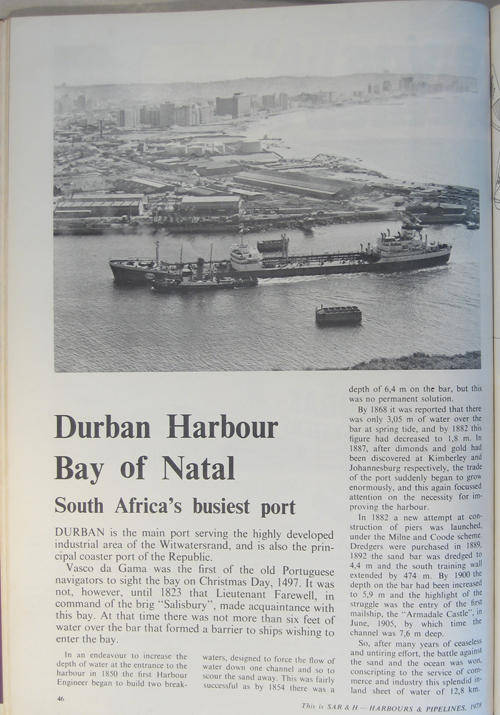 Durban Harbour
Bay of Natal
South Africa's busiest port
DURBAN is the main port serving the highly developed
industrial area of the Witwatersrand, and is also the prin-
cipal coaster port of the Republic.
Vasco da Gama was the first of the old Portuguese
navigators to sight the bay on Christmas Day, 1497. It was
not, however, until 1823 that Lieutenant Farewell, in
command of the brig "Salisbury", made acquaintance with
this bay. At that time there was not more than six feet of
water over the bar that formed a barrier to ships wishing to
enter the bay.
In an endeavour to increase the
depth of water at the entrance to the
harbour in 1850 the first Harbour
Engineer began to build two break-
waters, designed to force the flow of
water down one channel and so to
scour the sand away. This was fairly
successful as by 1854 there was a
depth of 6,4 m on the bar, but this
was no permanent solution.
By 1868 it was reported that there
was only 3,05 m of water over the
bar at spring tide, and by 1882 this
figure had decreased to 1,8 m. In
1887, after dimonds and gold had
been discovered at Kimberley and
Johannesburg respectively, the trade
of the port suddenly began to grow
enormously, and this again focussed
attention on the necessity for im-
proving the harbour.
In 1882 a new attempt at con-
struction of piers was launched,
under the Milne and Coode scheme.
Dredgers were purchased in 1889,
1892 the sand bar was dredged to
4,4 m and the south training wall
extended by 474 m. By 1900 the
depth on the bar had been increased
to 5,9 m and the highlight of the
struggle was the entry of the first
mailship, the "Armadale Castle", in
June, 1905, by which time the
channel was 7,6 m deep.
So, after many years of ceaseless
and untiring effort, the battle against
the sand and the ocean was won,
conscripting to the service of com-
merce and industry this splendid in-
land sheet of water of 12,8 km.
46
This is SAR & H — HARBOURS & PIPELINES, 1978